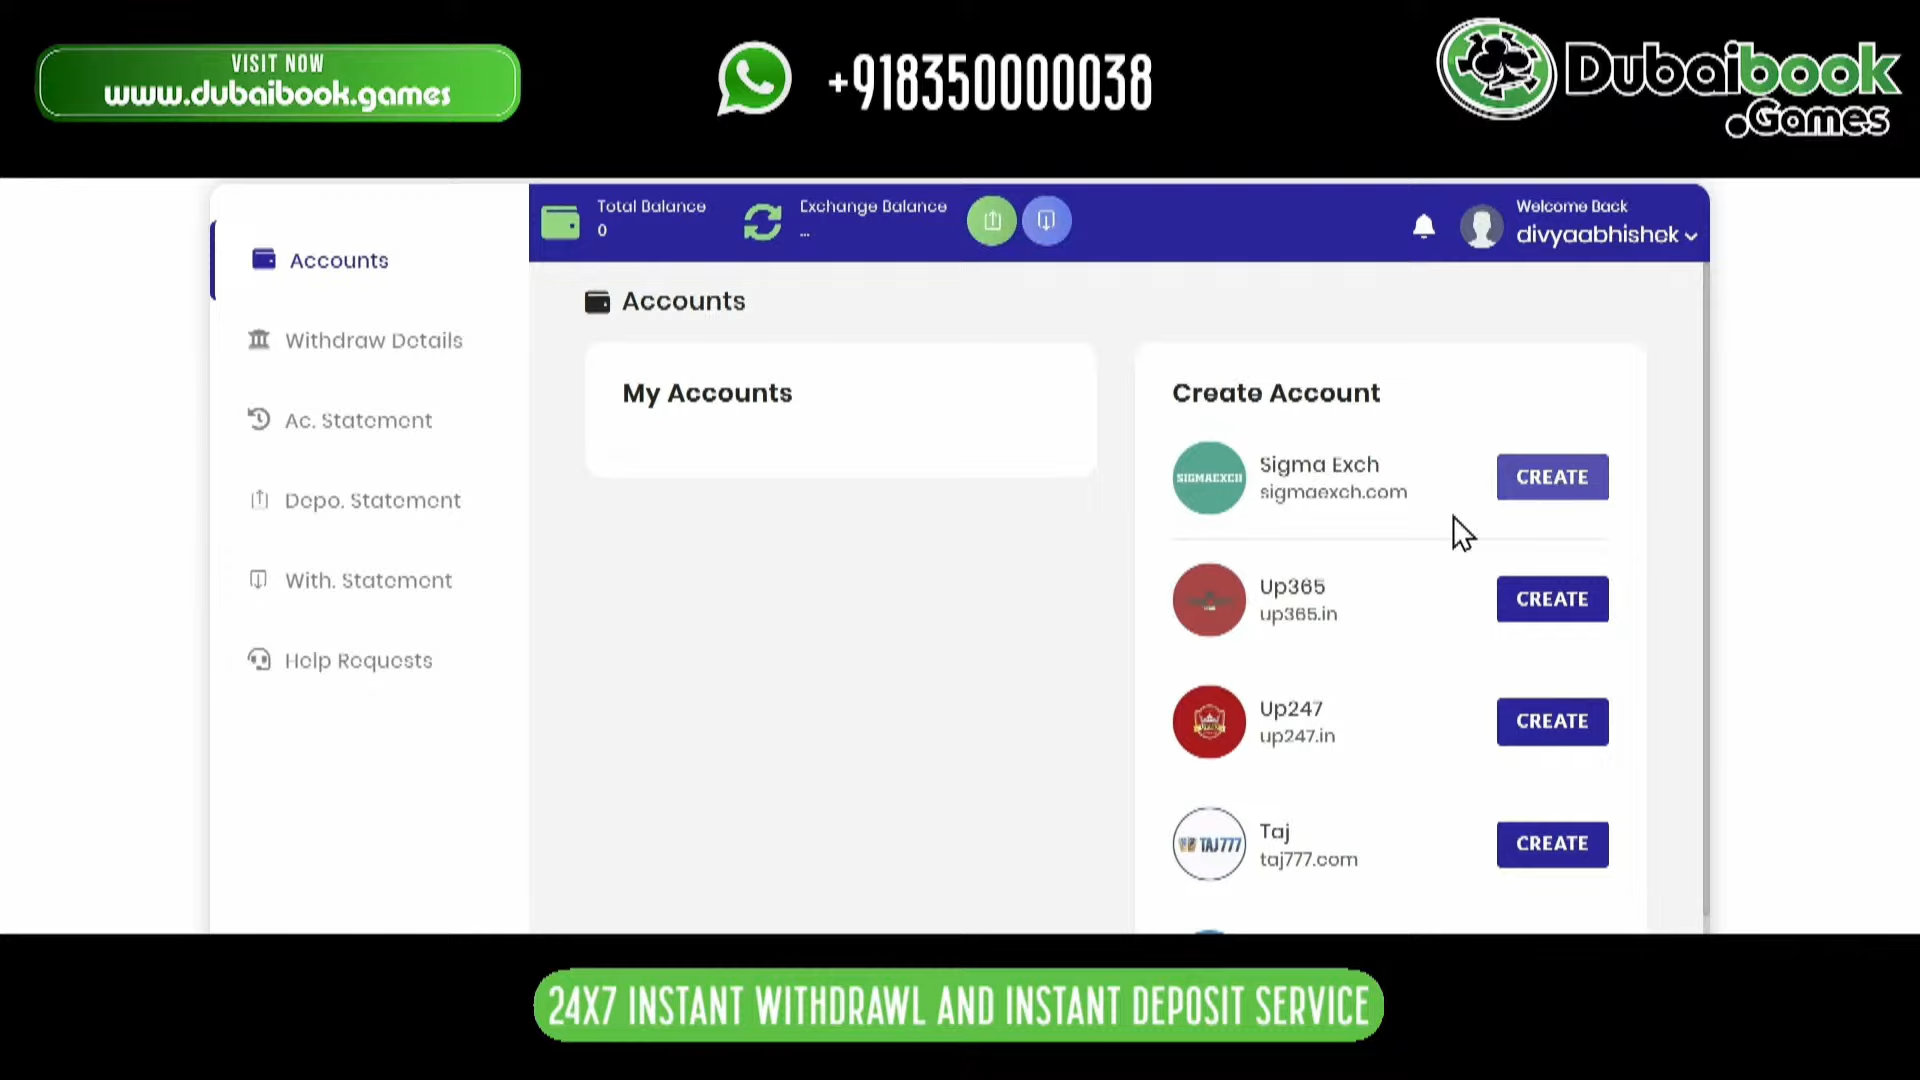 VISIT NOW
www.dubaibook.games
+918350000038
Dubaibook
.Games
Total Balance
0
Exchange Balance
...
Welcome Back
divyaabhishek
Accounts
Withdraw Details
Ac. Statement
Depo. Statement
With. Statement
Help Requests
Accounts
My Accounts
Create Account
SIGMAEXCH
Sigma Exch
sigmaexch.com
CREATE
Up365
up365.in
CREATE
Up247
up247.in
CREATE
TAJ777
Taj
taj777.com
CREATE
24X7 INSTANT WITHDRAWL AND INSTANT DEPOSIT SERVICE